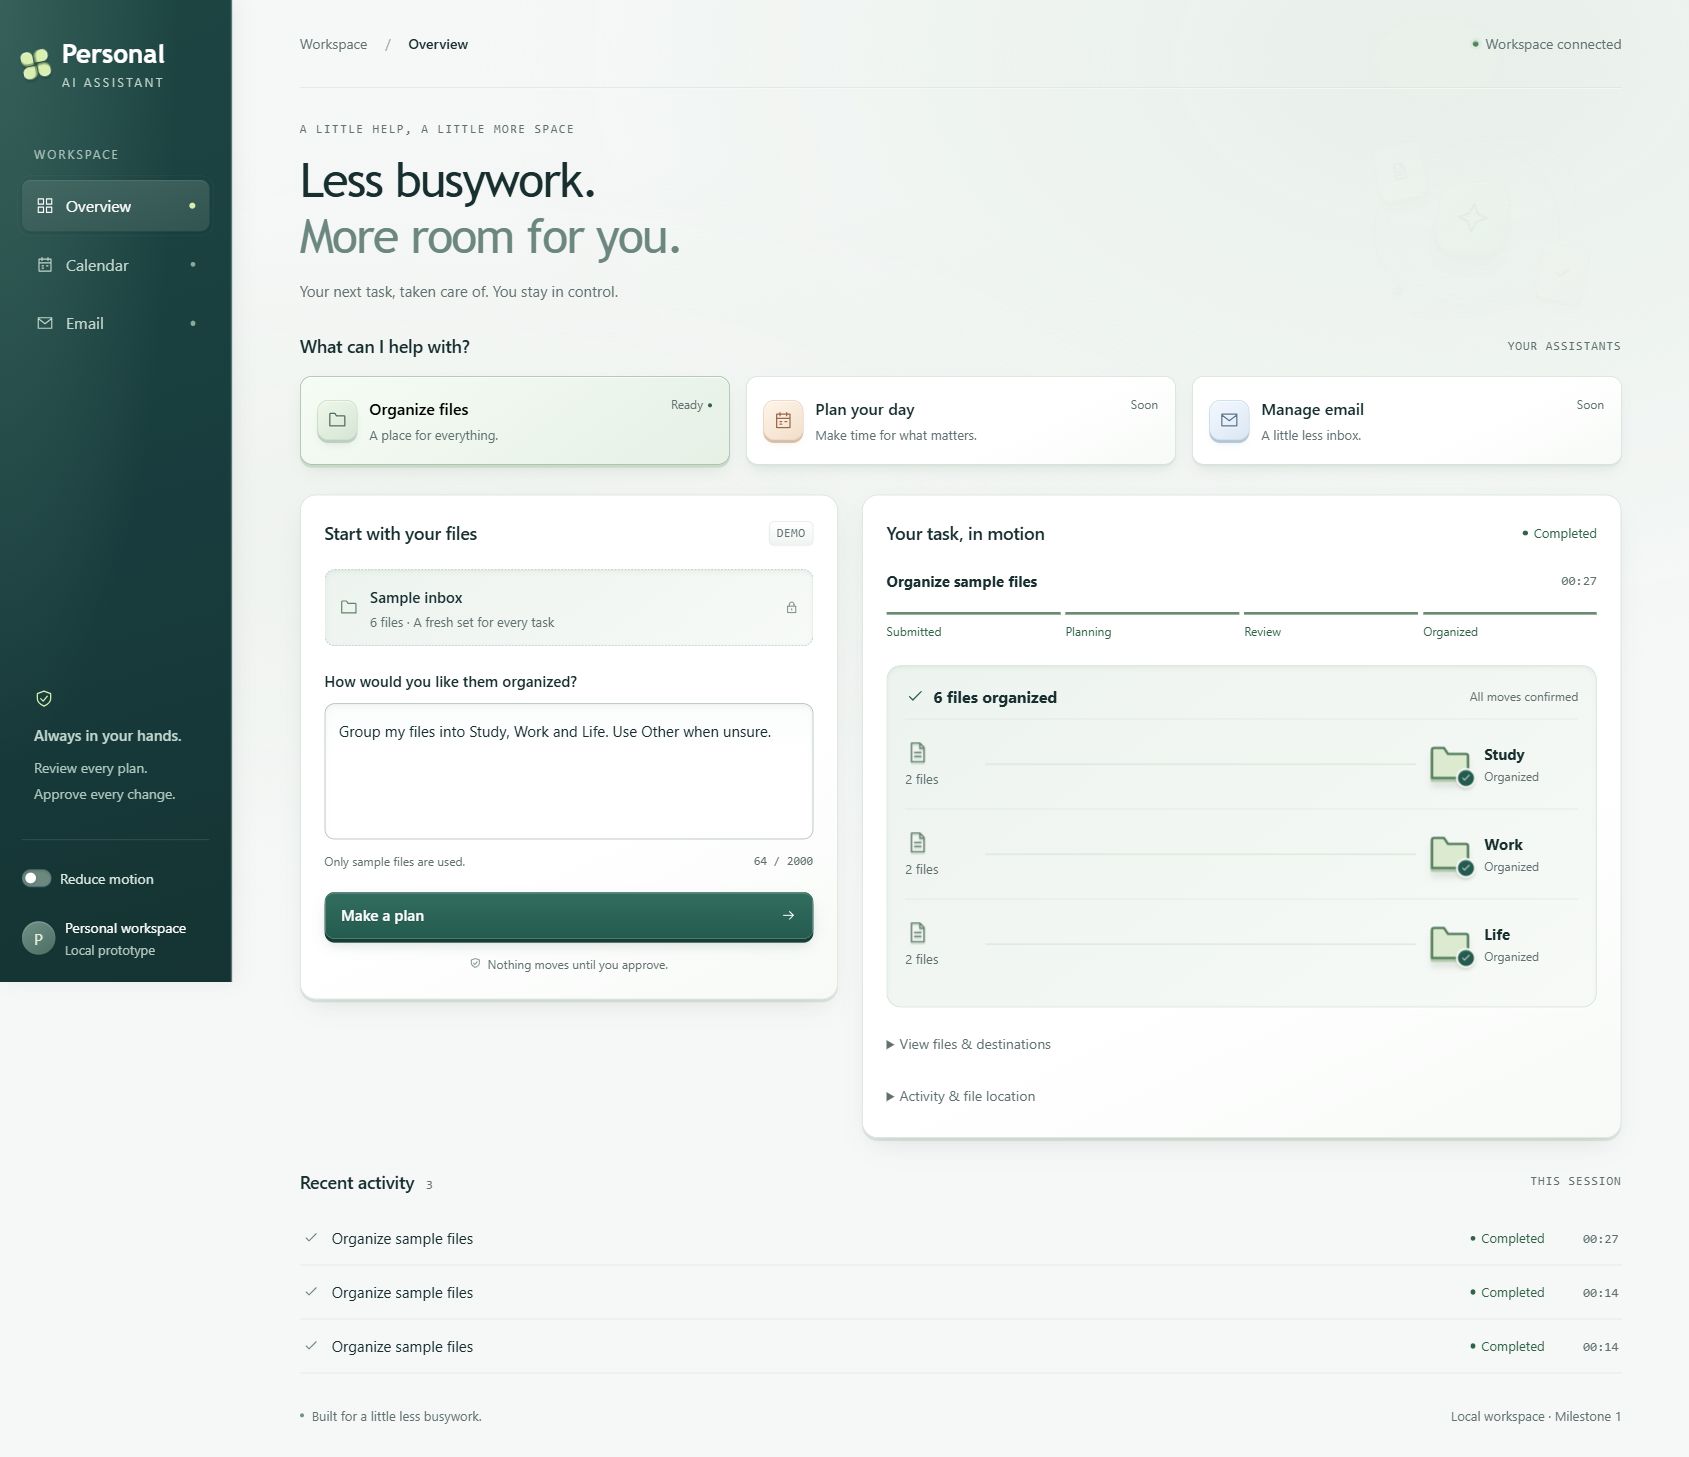 Personal
AI ASSISTANT
WORKSPACE
Overview
Calendar
Email
Always in your hands.
Review every plan.
Approve every change.
Reduce motion
P
Personal workspace
Local prototype
Workspace / Overview
Workspace connected
A LITTLE HELP, A LITTLE MORE SPACE
Less busywork.
More room for you.
Your next task, taken care of. You stay in control.
What can I help with?
YOUR ASSISTANTS
Organize files
A place for everything.
Ready
Plan your day
Make time for what matters.
Soon
Manage email
A little less inbox.
Soon
Start with your files
DEMO
Sample inbox
6 files · A fresh set for every task
How would you like them organized?
Group my files into Study, Work and Life. Use Other when unsure.
Only sample files are used.
64 / 2000
Make a plan
Nothing moves until you approve.
Your task, in motion
Completed
Organize sample files
00:27
Submitted
Planning
Review
Organized
6 files organized
All moves confirmed
2 files
Study
Organized
2 files
Work
Organized
2 files
Life
Organized
View files & destinations
Activity & file location
Recent activity 3
THIS SESSION
Organize sample files
Completed
00:27
Organize sample files
Completed
00:14
Organize sample files
Completed
00:14
Built for a little less busywork.
Local workspace · Milestone 1